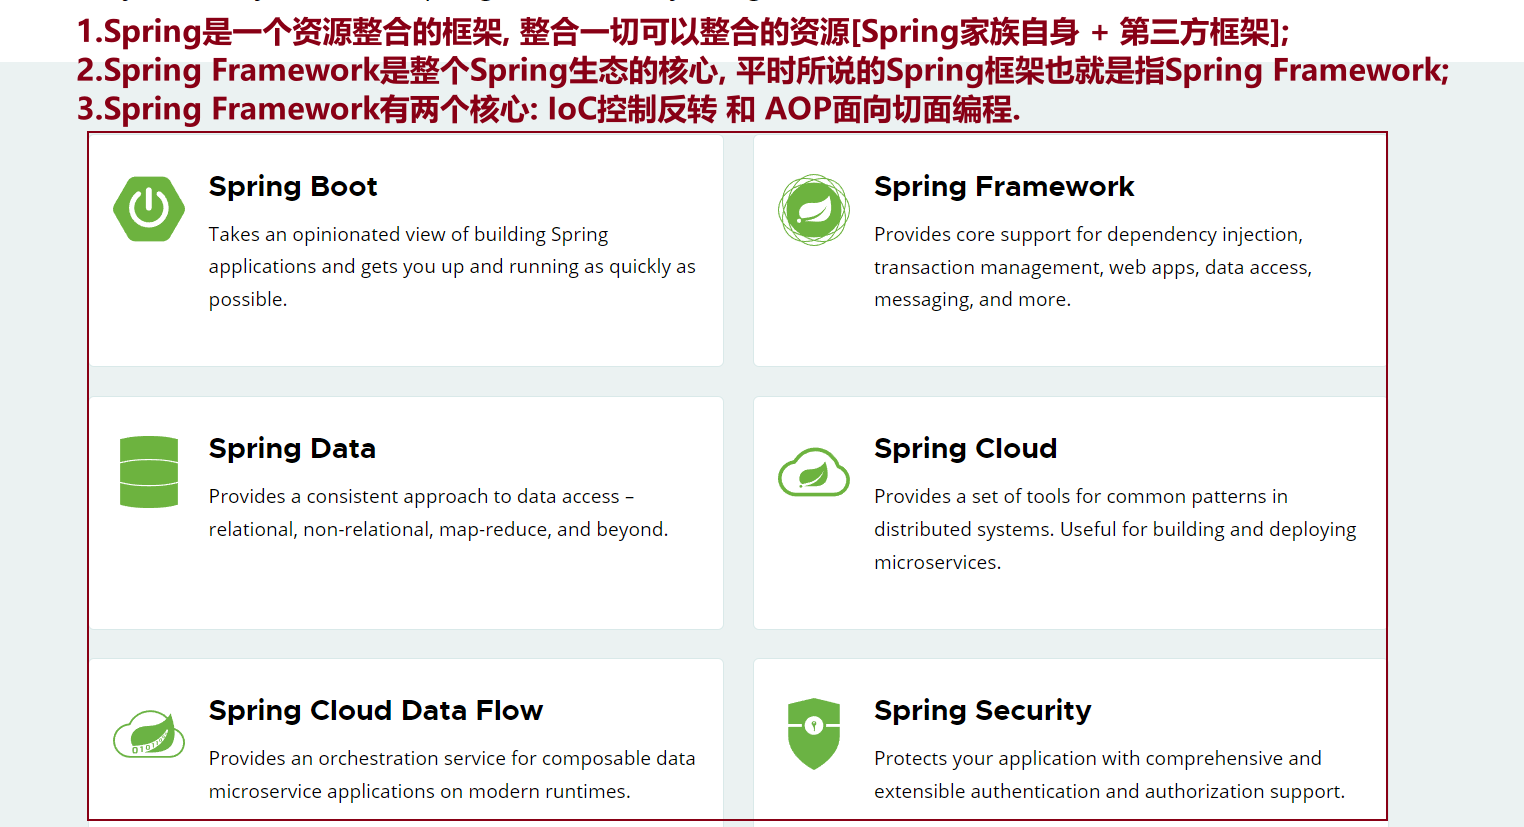 1.Spring是一个资源整合的框架, 整合一切可以整合的资源[Spring家族自身 + 第三方框架];
2.Spring Framework是整个Spring生态的核心, 平时所说的Spring框架也就是指Spring Framework;
3.Spring Framework有两个核心: IoC控制反转 和 AOP面向切面编程.
Spring Boot
Takes an opinionated view of building Spring
applications and gets you up and running as quickly as
possible.
Spring Framework
Provides core support for dependency injection,
transaction management, web apps, data access,
messaging, and more.
Spring Data
Provides a consistent approach to data access –
relational, non-relational, map-reduce, and beyond.
Spring Cloud
Provides a set of tools for common patterns in
distributed systems. Useful for building and deploying
microservices.
Spring Cloud Data Flow
Provides an orchestration service for composable data
microservice applications on modern runtimes.
Spring Security
Protects your application with comprehensive and
extensible authentication and authorization support.